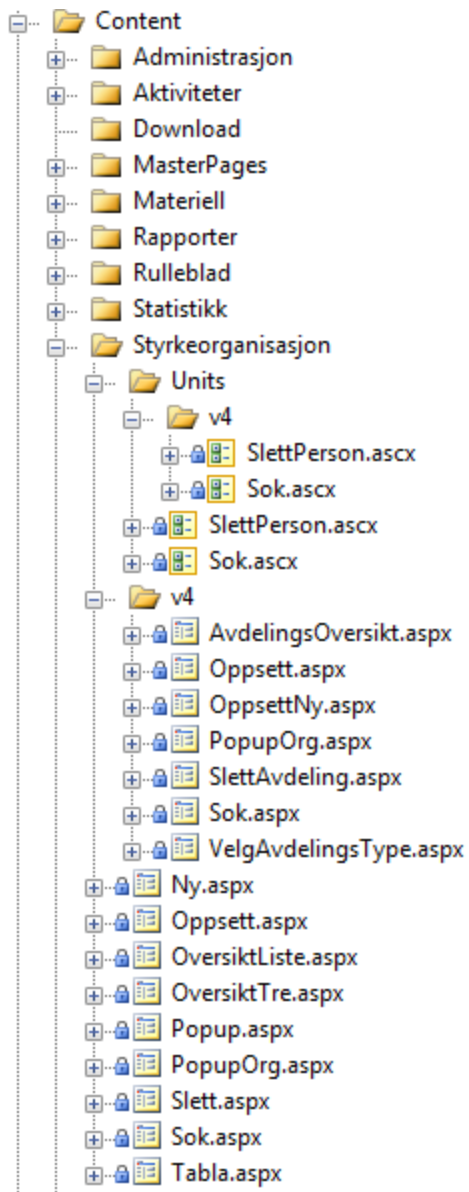 Content
Administrasjon
Aktiviteter
Download
MasterPages
Materiell
Rapporter
Rulleblad
Statistikk
Styrkeorganisasjon
Units
v4
SlettPerson.ascx
Sok.ascx
SlettPerson.ascx
Sok.ascx
v4
AvdelingsOversikt.aspx
Oppsett.aspx
OppsettNy.aspx
PopupOrg.aspx
SlettAvdeling.aspx
Sok.aspx
VelgAvdelingsType.aspx
Ny.aspx
Oppsett.aspx
OversiktListe.aspx
OversiktTre.aspx
Popup.aspx
PopupOrg.aspx
Slett.aspx
Sok.aspx
Tabla.aspx